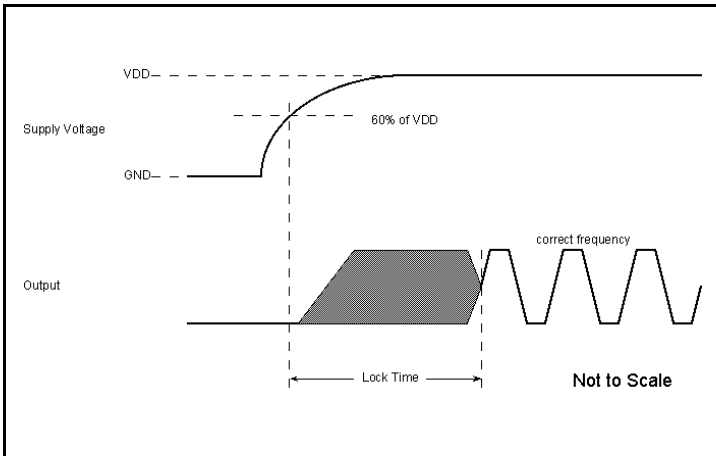 VDD
60% of VDD
Supply Voltage
GND
correct frequency
Output
Lock Time
Not to Scale